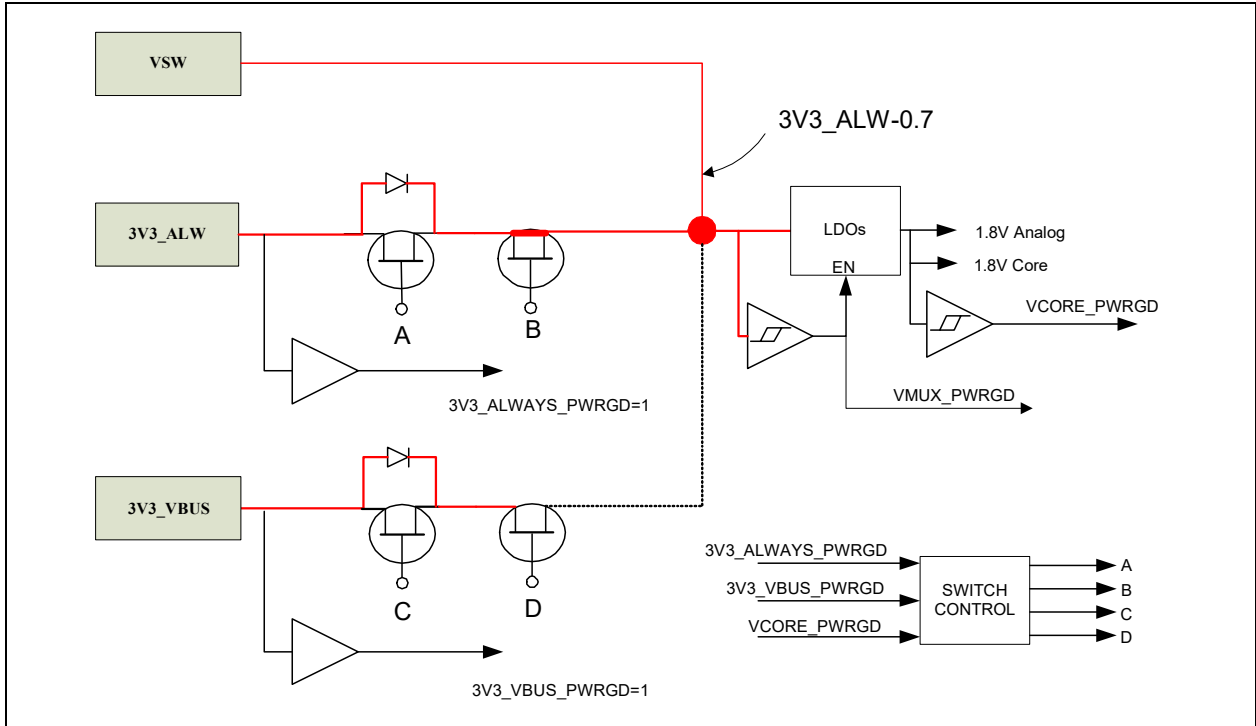 VSW
3V3_ALW-0.7
3V3_ALW
LDOs
EN
1.8V Analog
1.8V Core
A
B
VCORE_PWRGD
3V3_ALWAYS_PWRGD=1
VMUX_PWRGD
3V3_VBUS
C
D
3V3_VBUS_PWRGD=1
3V3_ALWAYS_PWRGD
3V3_VBUS_PWRGD
VCORE_PWRGD
SWITCH
CONTROL
A
B
C
D